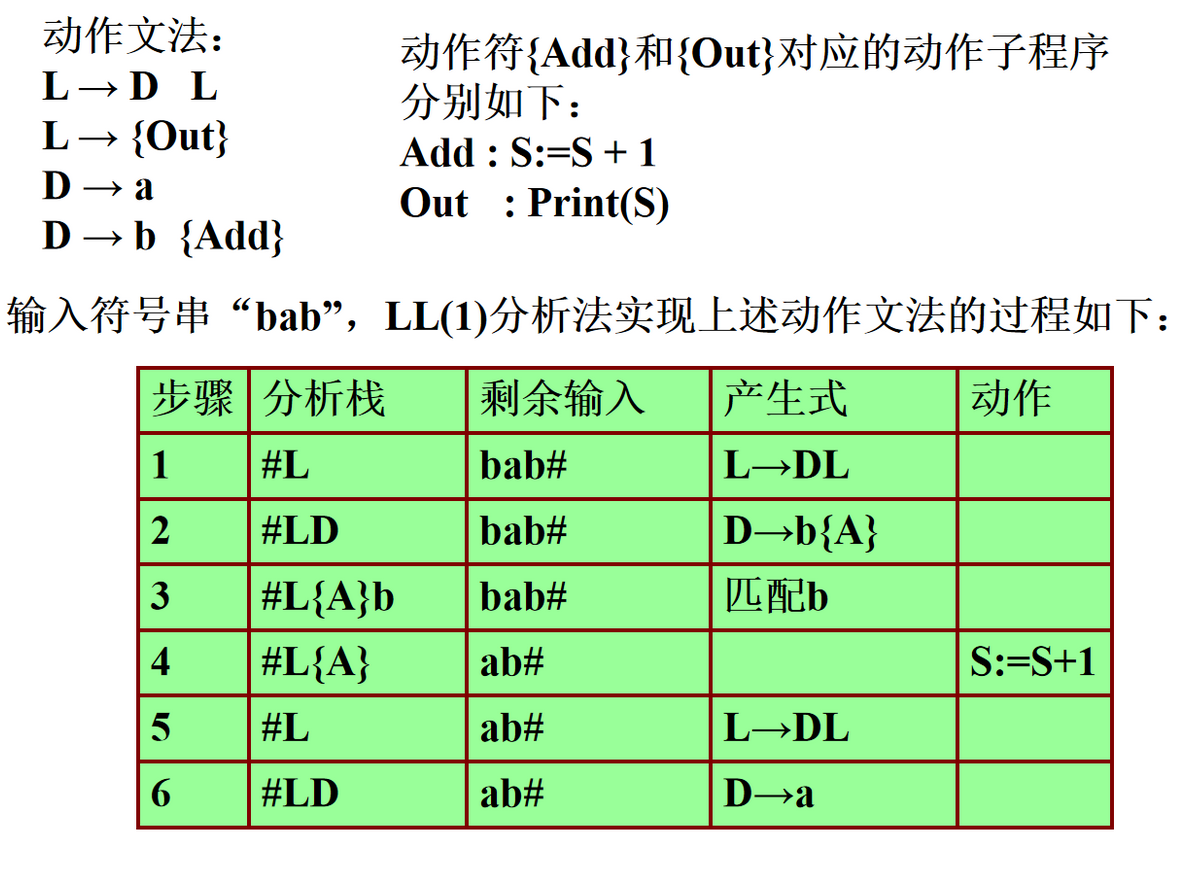 动作文法：
L→ D L
L→ {Out}
D→ a
D→ b {Add}
动作符{Add}和{Out}对应的动作子程序
分别如下：
Add : S:=S + 1
Out : Print(S)
输入符号串“bab”，LL(1)分析法实现上述动作文法的过程如下：
步骤 分析栈 剩余输入 产生式 动作
1 #L bab# L→DL
2 #LD bab# D→b{A}
3 #L{A}b bab# 匹配b
4 #L{A} ab# S:=S+1
5 #L ab# L→DL
6 #LD ab# D→a